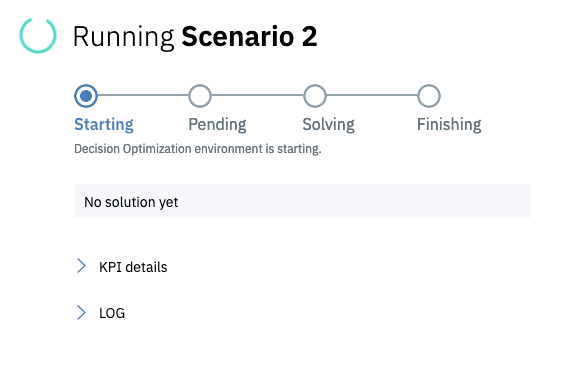 Running Scenario 2
Starting Pending Solving Finishing
Decision Optimization environment is starting.
No solution yet
KPI details
LOG